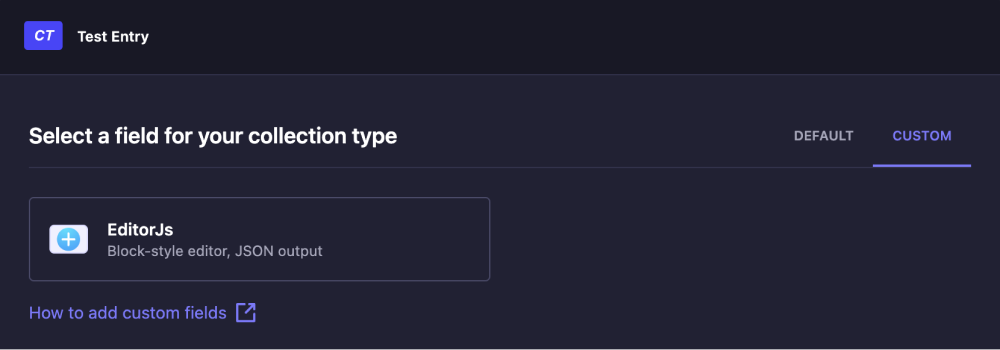 CT Test Entry
Select a field for your collection type
DEFAULT CUSTOM
EditorJs
Block-style editor, JSON output
How to add custom fields